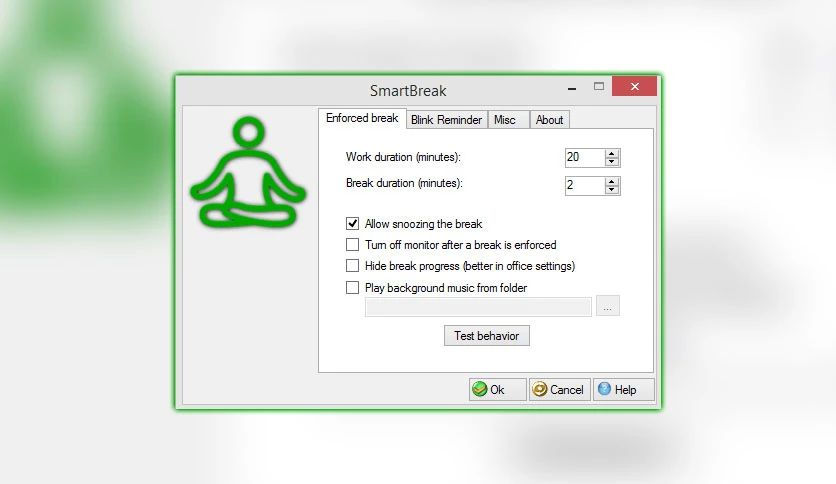 SmartBreak
Enforced break
Blink Reminder
Misc
About
Work duration (minutes):
20
Break duration (minutes):
2
Allow snoozing the break
Turn off monitor after a break is enforced
Hide break progress (better in office settings)
Play background music from folder
...
Test behavior
Ok
Cancel
Help